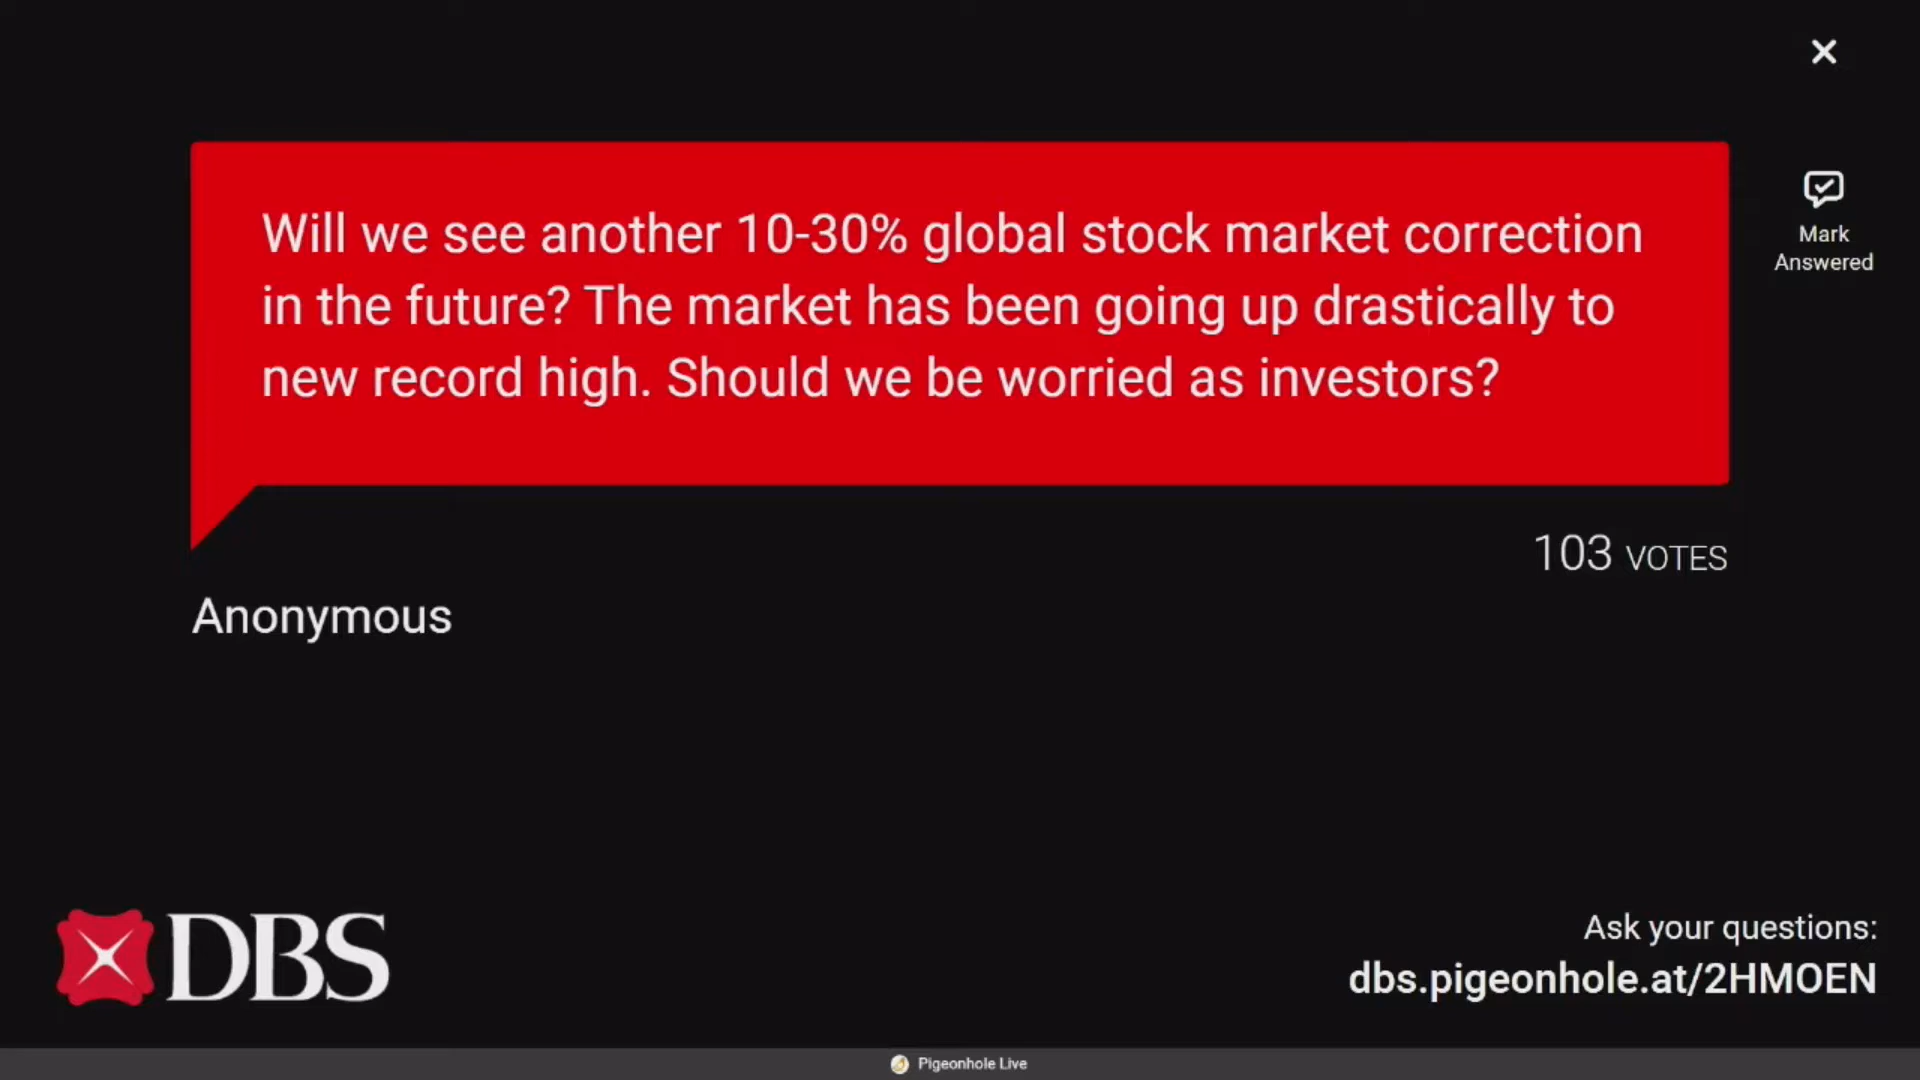 Will we see another 10-30% global stock market correction
in the future? The market has been going up drastically to
new record high. Should we be worried as investors?
Mark
Answered
103 VOTES
Anonymous
DBS
Ask your questions:
dbs.pigeonhole.at/2HMOEN
Pigeonhole Live